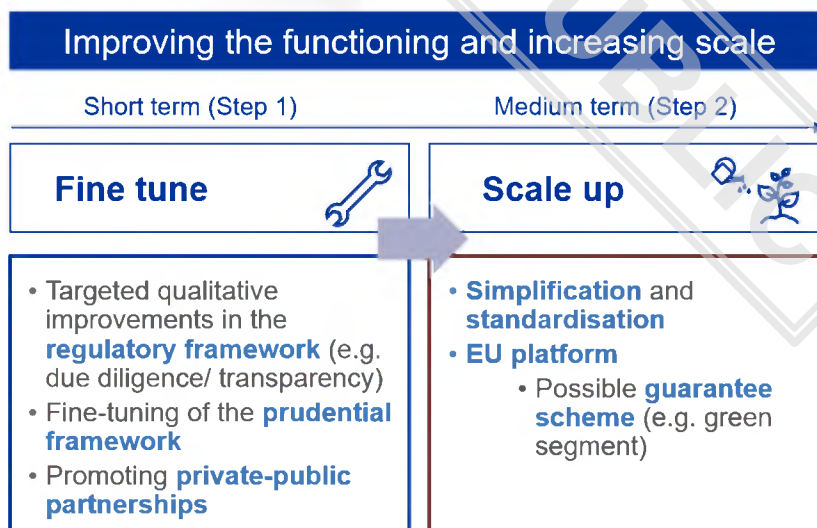 Improving the functioning and increasing scale
Short term (Step 1)
Medium term (Step 2)
Fine tune
Scale up
• Targeted qualitative
improvements in the
regulatory framework (e.g.
due diligence/ transparency)
• Fine-tuning of the prudential
framework
• Promoting private-public
partnerships
• Simplification and
standardisation
• EU platform
• Possible guarantee
scheme (e.g. green
segment)
UBLIC